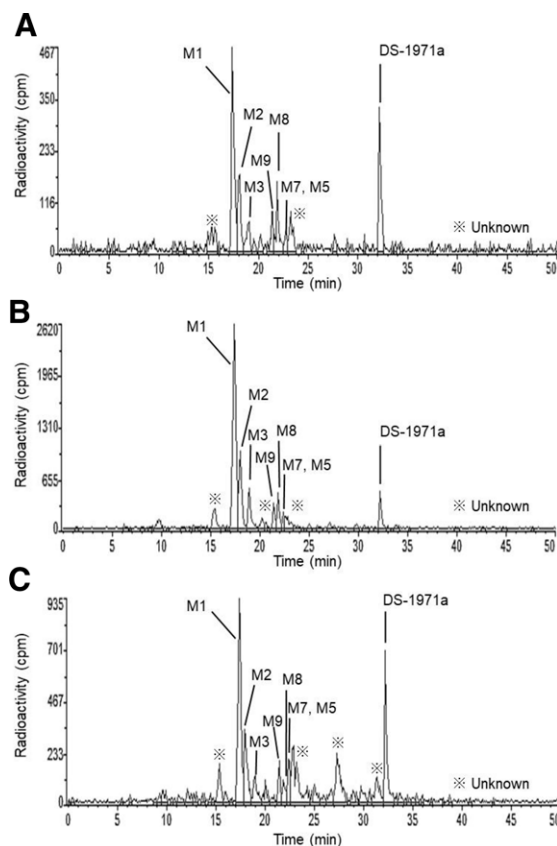 A
467
350
233
116
0
Radioactivity (cpm)
M1
M2
M8
M9
M3
M7, M5
DS-1971a
※
※
※ Unknown
0 5 10 15 20 25 30 35 40 45 50
Time (min)
B
2620
1965
1310
655
0
Radioactivity (cpm)
M1
M2
M3
M8
M9
M7, M5
DS-1971a
※
※
※
※ Unknown
0 5 10 15 20 25 30 35 40 45 50
Time (min)
C
935
701
467
233
0
Radioactivity (cpm)
M1
M2
M8
M7, M5
M9
M3
DS-1971a
※
※
※
※
※ Unknown
0 5 10 15 20 25 30 35 40 45 50
Time (min)